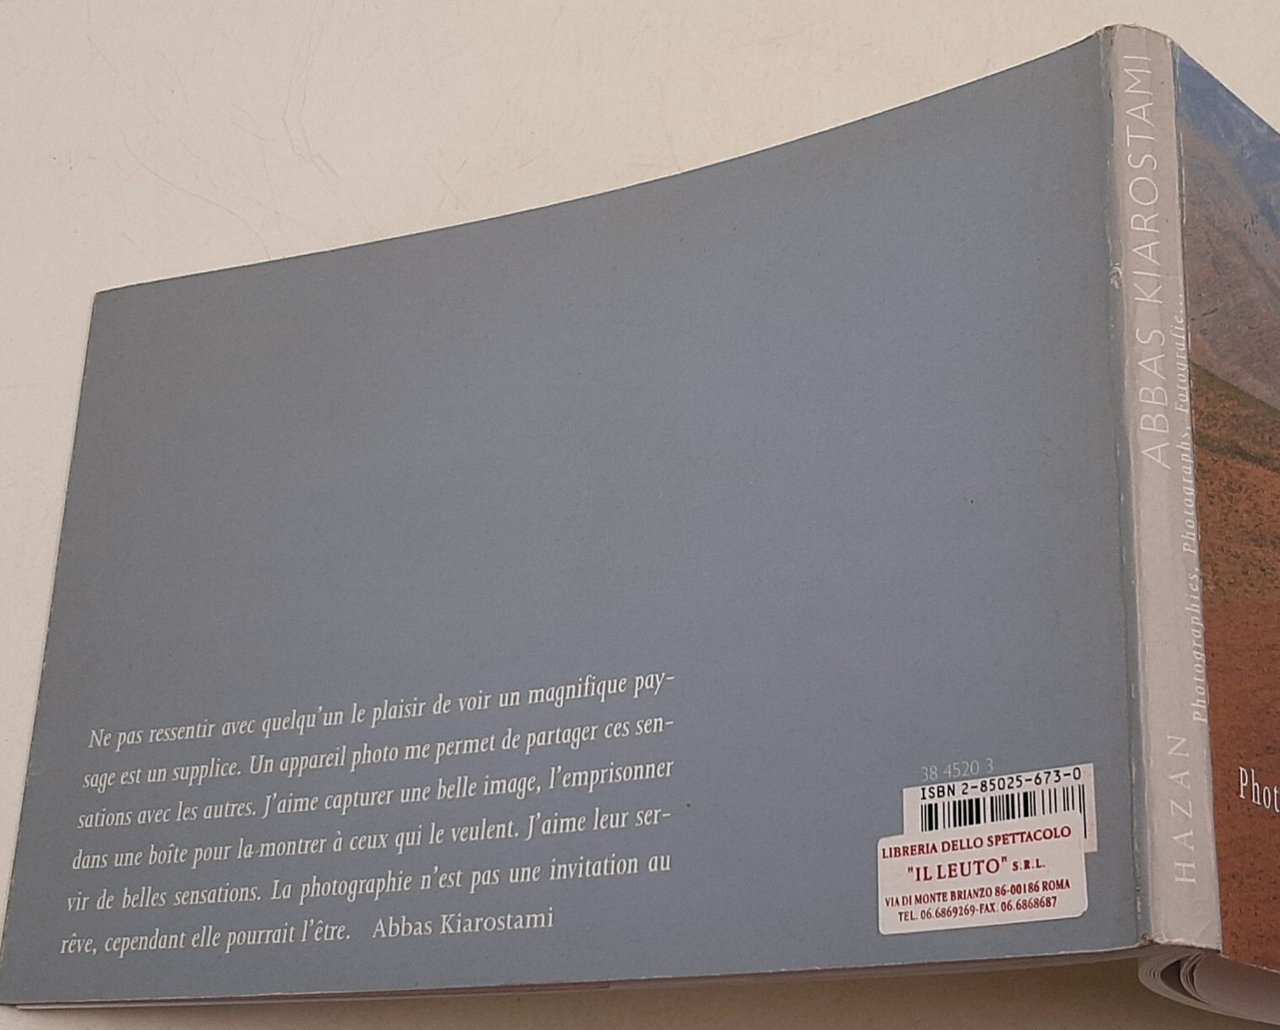 Ne pas ressentir avec quelqu'un le plaisir de voir un magnifique pay-
sage est un supplice. Un appareil photo me permet de partager ces sen-
sations avec les autres. J'aime capturer une belle image, l'emprisonner
dans une boîte pour la montrer à ceux qui le veulent. J'aime leur ser-
vir de belles sensations. La photographie n'est pas une invitation au
rêve, cependant elle pourrait l'être. Abbas Kiarostami
38 4520 3
ISBN 2-85025-673-0
LIBRERIA DELLO SPETTACOLO
"IL LEUTO" S.R.L.
VIA DI MONTE BRIANZO 86-00186 ROMA
TEL. 06.6869269-FAX. 06.6868687
ABBAS KIAROSTAMI
Photographies, Photographs, Fotografie...
HAZAN